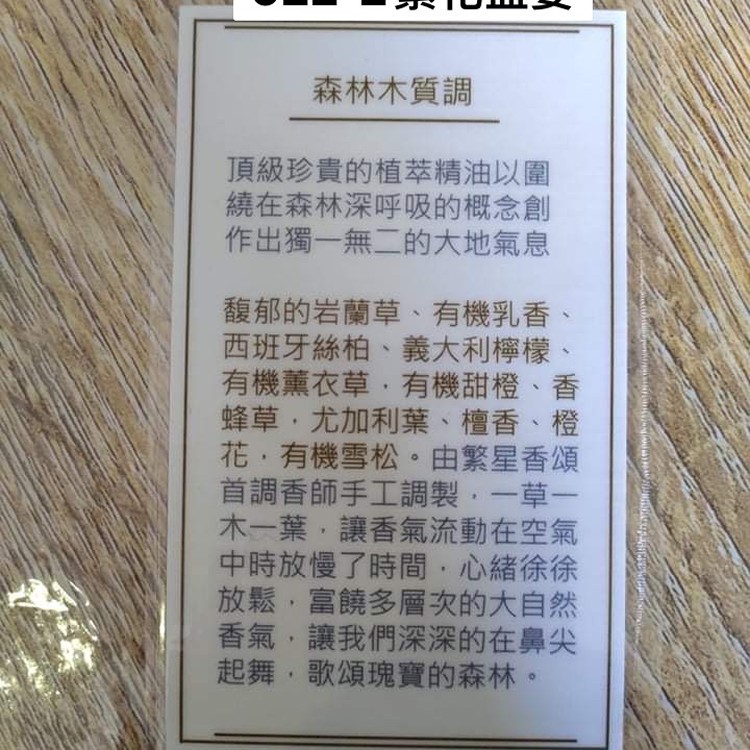 森林木質調
頂級珍貴的植萃精油以圍
繞在森林深呼吸的概念創
作出獨一無二的大地氣息
馥郁的岩蘭草、有機乳香、
西班牙絲柏、義大利檸檬、
有機薰衣草，有機甜橙、香
蜂草，尤加利葉、檀香、橙
花，有機雪松。由繁星香頌
首調香師手工調製，一草一
木一葉，讓香氣流動在空氣
中時放慢了時間，心緒徐徐
放鬆，富饒多層次的大自然
香氣，讓我們深深的在鼻尖
起舞，歌頌瑰寶的森林。